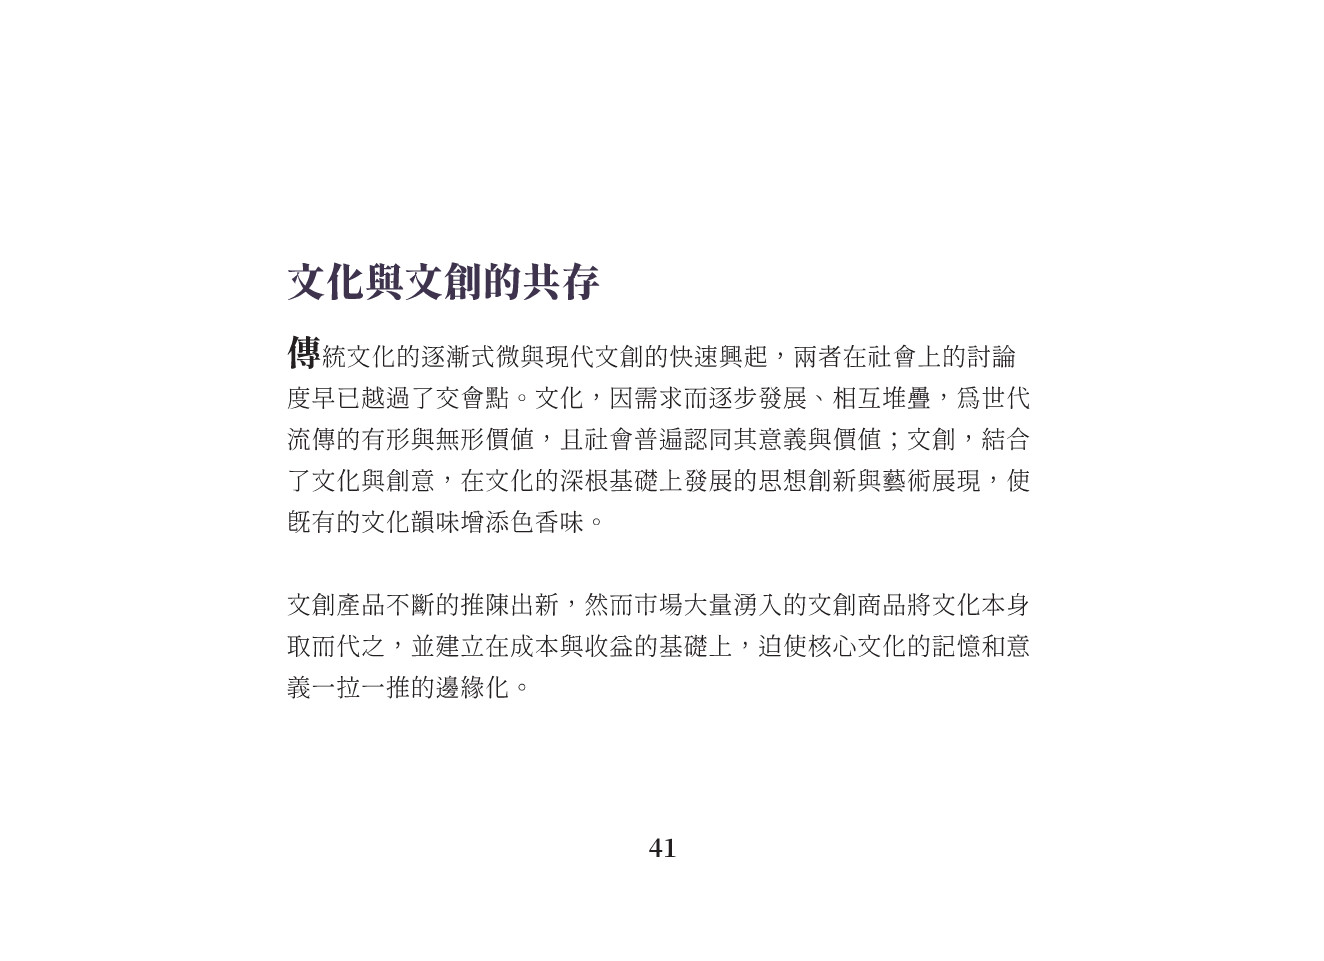 文化與文創的共存
傳統文化的逐漸式微與現代文創的快速興起，兩者在社會上的討論
度早已越過了交會點。文化，因需求而逐步發展、相互堆疊，爲世代
流傳的有形與無形價值，且社會普遍認同其意義與價值；文創，結合
了文化與創意，在文化的深根基礎上發展的思想創新與藝術展現，使
旣有的文化韻味增添色香味。
文創產品不斷的推陳出新，然而市場大量湧入的文創商品將文化本身
取而代之，並建立在成本與收益的基礎上，迫使核心文化的記憶和意
義一拉一推的邊緣化。
41